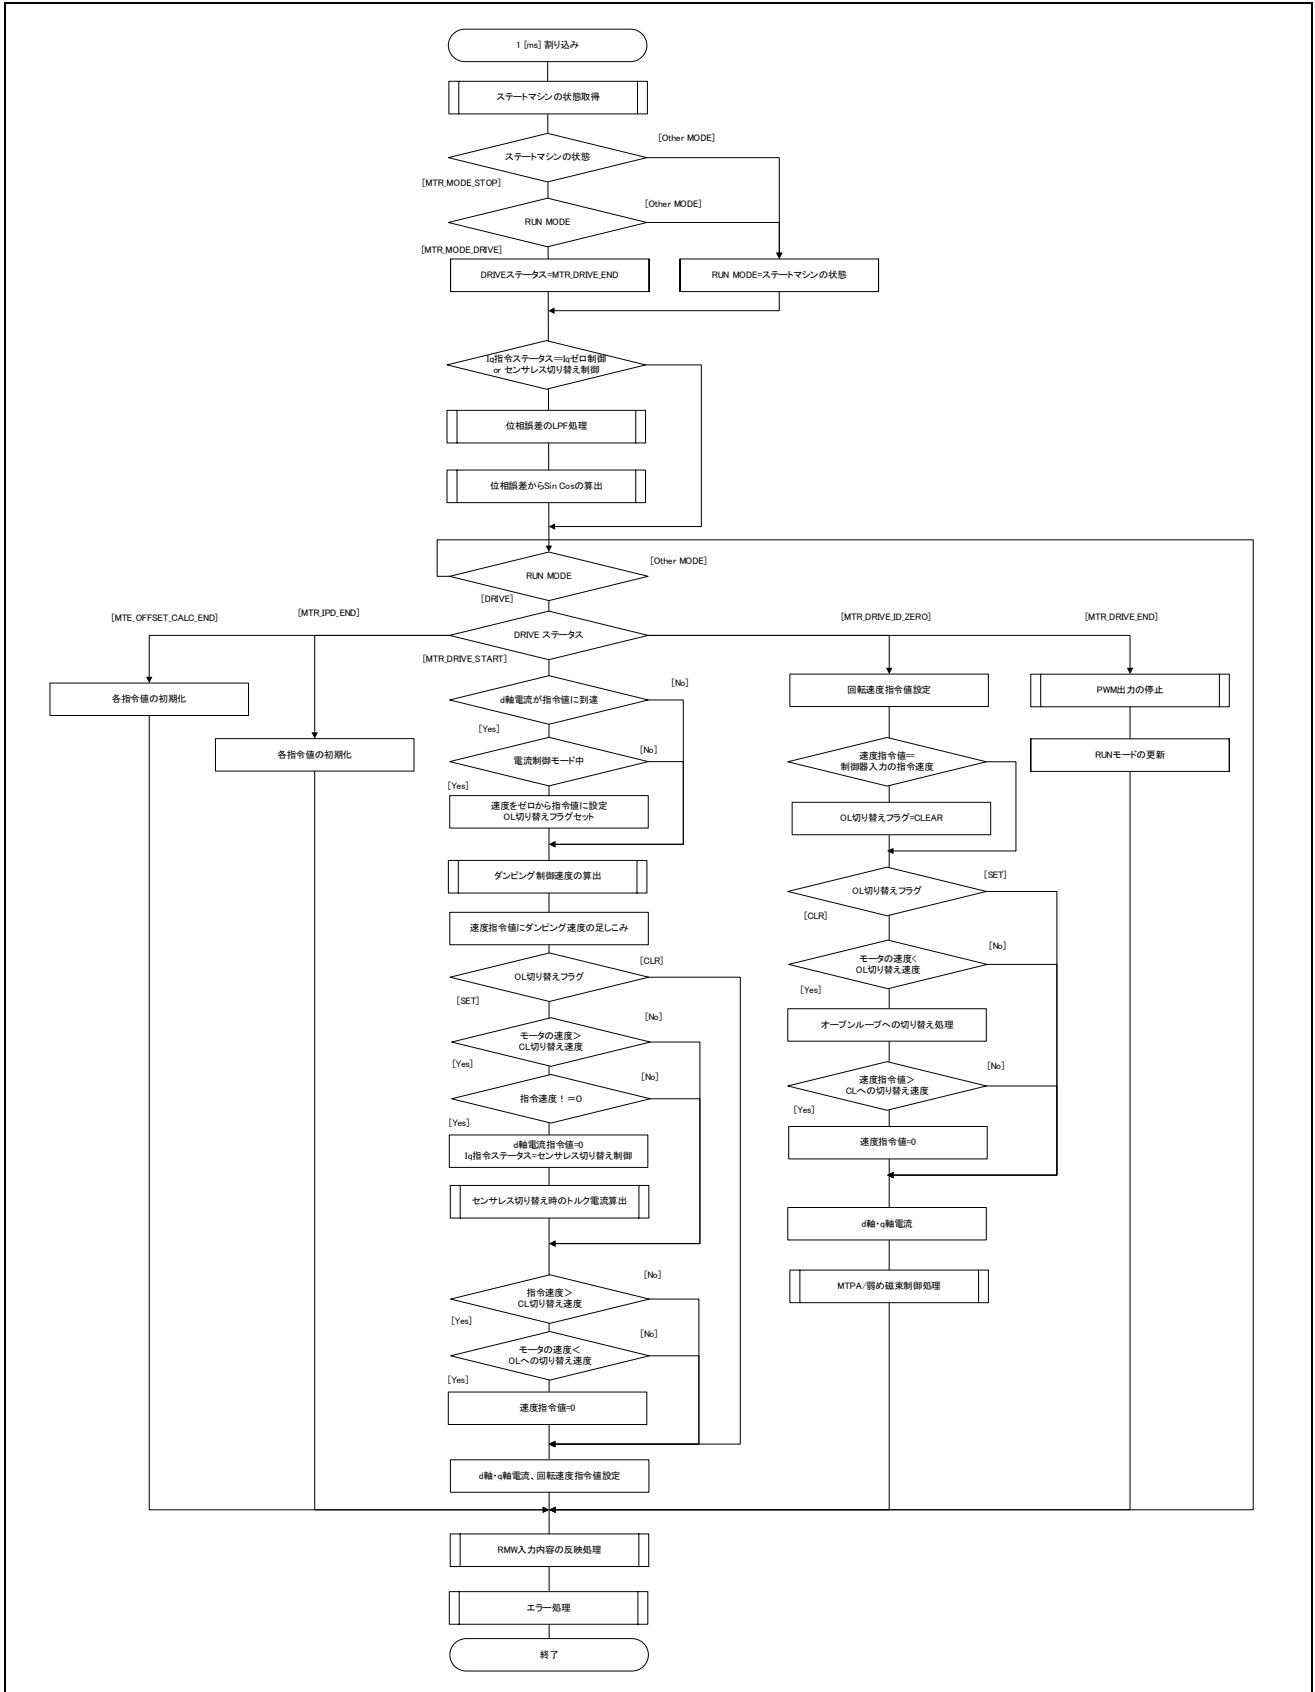 1 [ms] 割り込み
ステートマシンの状態取得
[Other MODE]
ステートマシンの状態
[MTR_MODE_STOP]
[Other MODE]
RUN MODE
[MTR_MODE_DRIVE]
DRIVEステータス=MTR_DRIVE_END
RUN MODE=ステートマシンの状態
Iq指令ステータス==Iqゼロ制御
or センサレス切り替え制御
位相誤差のLPF処理
位相誤差からSin Cosの算出
[Other MODE]
RUN MODE
[DRIVE]
[MTE_OFFSET_CALC_END]
[MTR_IPD_END]
[MTR_DRIVE_ID_ZERO]
[MTR_DRIVE_END]
DRIVE ステータス
[MTR_DRIVE_START]
各指令値の初期化
各指令値の初期化
[No]
d軸電流が指令値に到達
[Yes]
[No]
電流制御モード中
[Yes]
速度をゼロから指令値に設定
OL切り替えフラグセット
ダンピング制御速度の算出
速度指令値にダンピング速度の足しこみ
[CLR]
OL切り替えフラグ
[SET]
[No]
モータの速度＞
CL切り替え速度
[Yes]
[No]
指令速度！＝0
[Yes]
d軸電流指令値=0
Iq指令ステータス=センサレス切り替え制御
センサレス切り替え時のトルク電流算出
[No]
指令速度＞
CL切り替え速度
[Yes]
[No]
モータの速度＜
OLへの切り替え速度
[Yes]
速度指令値=0
d軸・q軸電流、回転速度指令値設定
回転速度指令値設定
速度指令値==
制御器入力の指令速度
OL切り替えフラグ=CLEAR
[SET]
OL切り替えフラグ
[CLR]
[No]
モータの速度<
OL切り替え速度
[Yes]
オープンループへの切り替え処理
[No]
速度指令値＞
CLへの切り替え速度
[Yes]
速度指令値=0
d軸・q軸電流
MTPA/弱め磁束制御処理
PWM出力の停止
RUNモードの更新
RMW入力内容の反映処理
エラー処理
終了